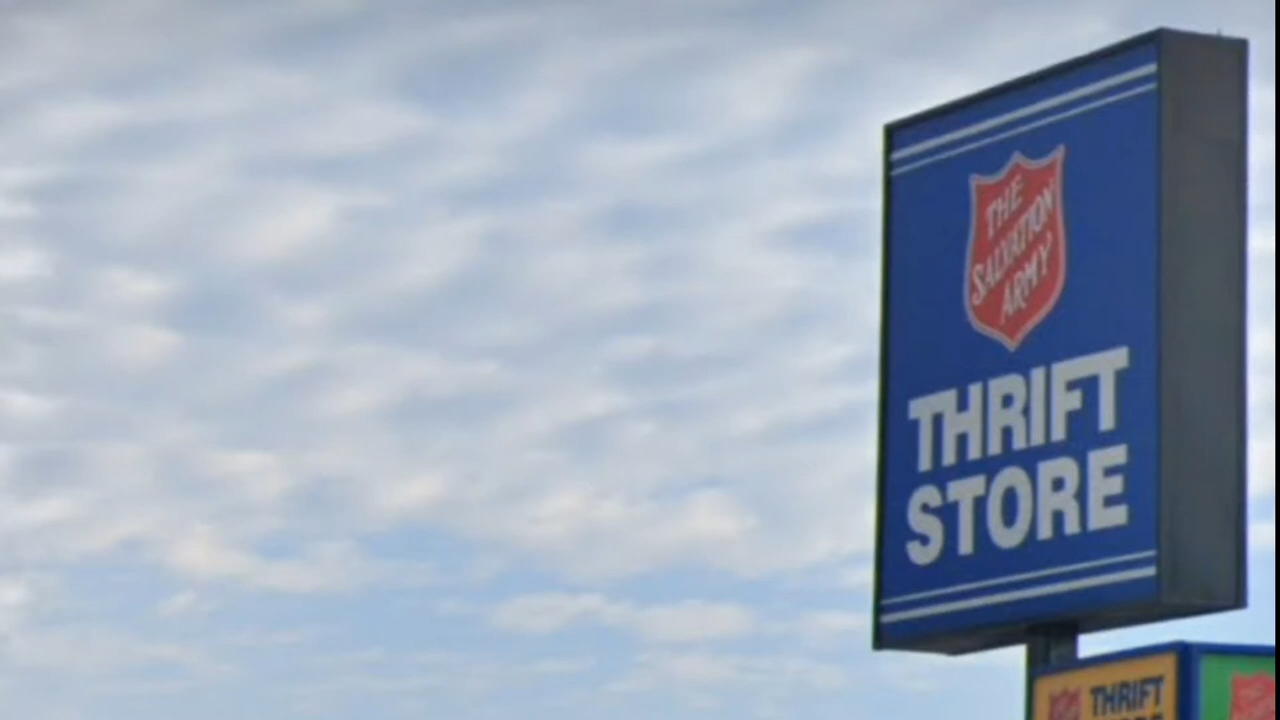 THE
SALVATION
ARMY
THRIFT
STORE
THRIFT